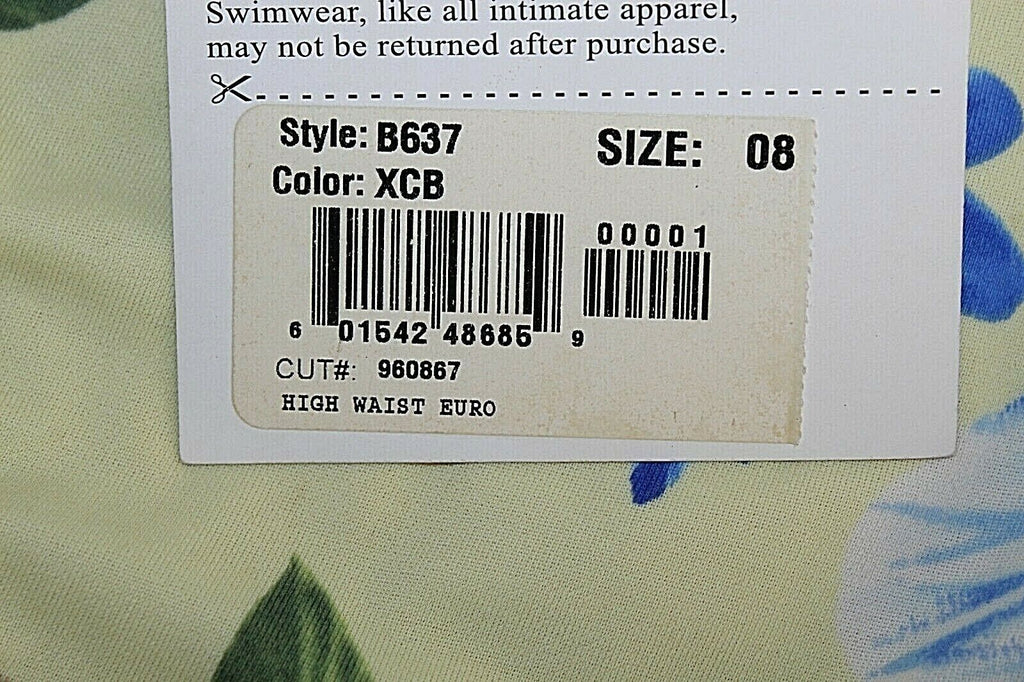 Swimwear, like all intimate apparel,
may not be returned after purchase.
Style: B637 SIZE: 08
Color: XCB
00001
6 01542 48685 9
CUT#: 960867
HIGH WAIST EURO